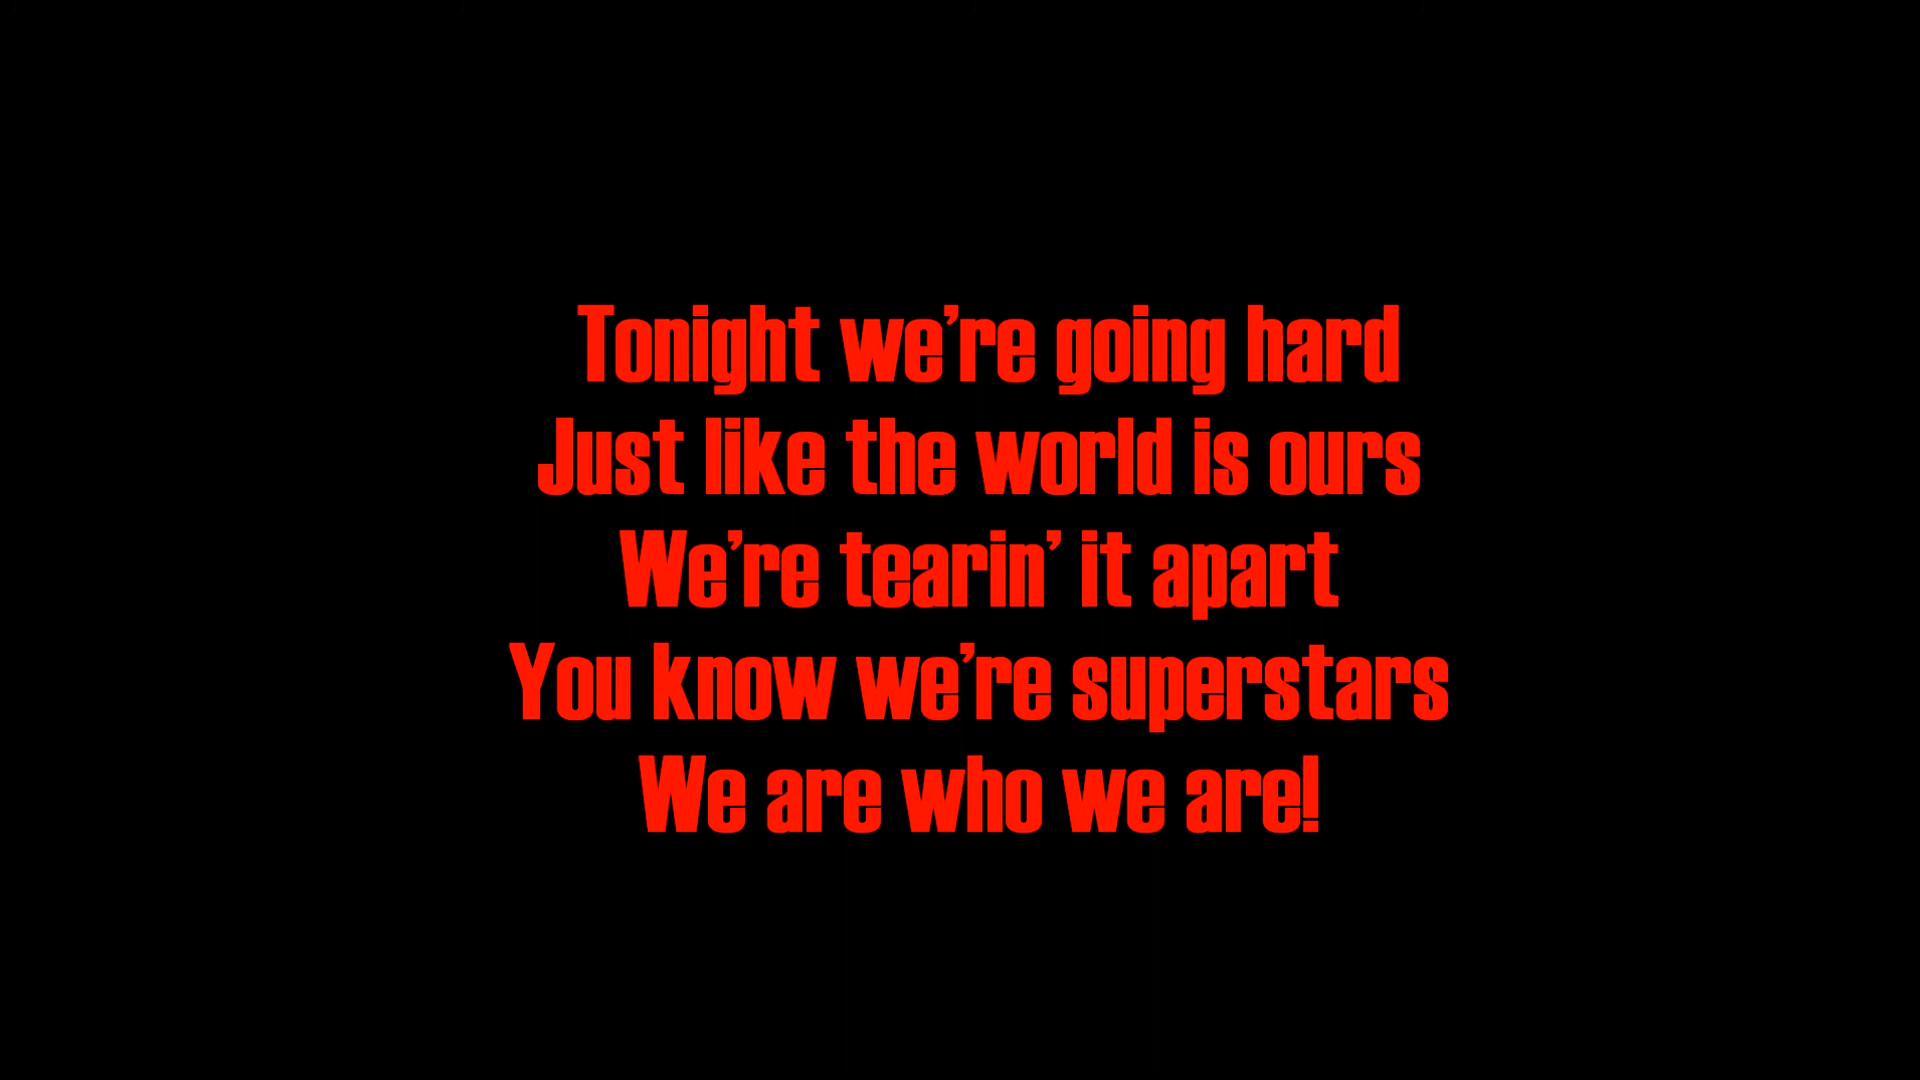 Tonight we're going hard
Just like the world is ours
We're tearin' it apart
You know we're superstars
We are who we are!